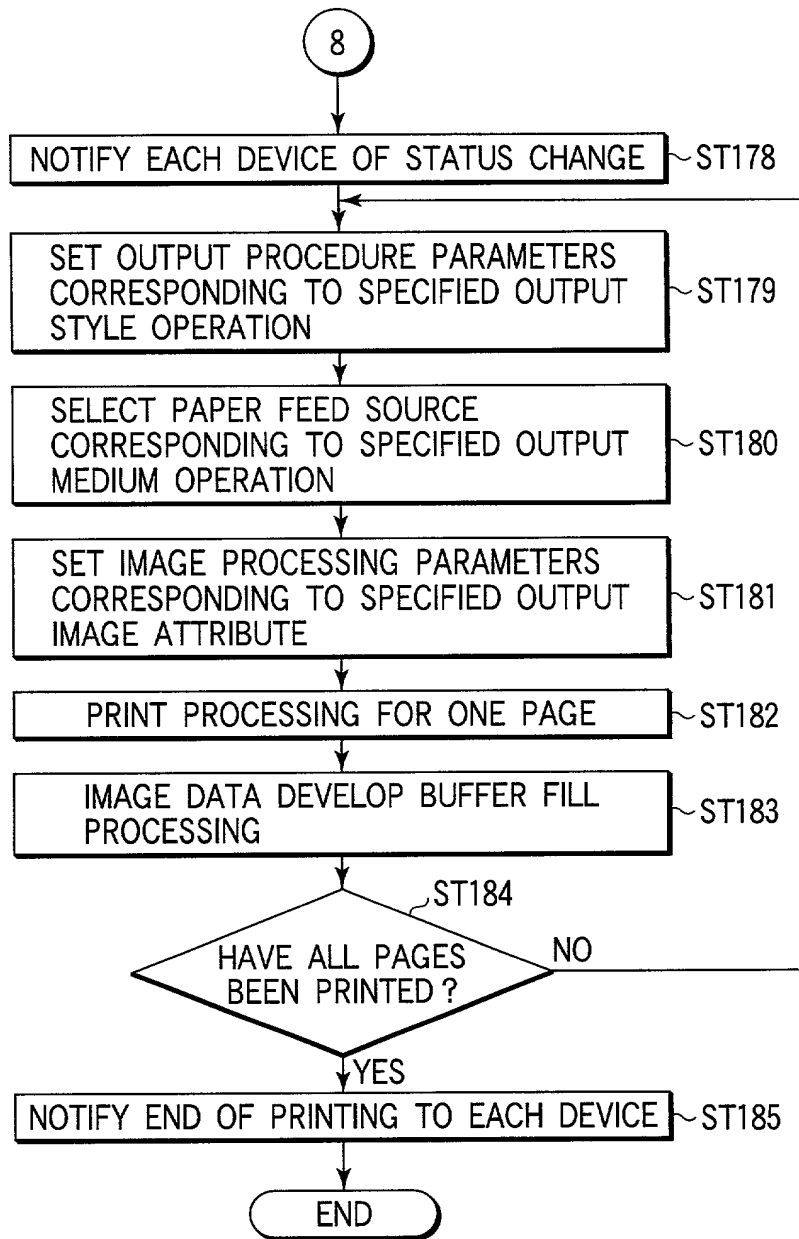 8
NOTIFY EACH DEVICE OF STATUS CHANGE
ST178
SET OUTPUT PROCEDURE PARAMETERS
CORRESPONDING TO SPECIFIED OUTPUT
STYLE OPERATION
ST179
SELECT PAPER FEED SOURCE
CORRESPONDING TO SPECIFIED OUTPUT
MEDIUM OPERATION
ST180
SET IMAGE PROCESSING PARAMETERS
CORRESPONDING TO SPECIFIED OUTPUT
IMAGE ATTRIBUTE
ST181
PRINT PROCESSING FOR ONE PAGE
ST182
IMAGE DATA DEVELOP BUFFER FILL
PROCESSING
ST183
ST184
HAVE ALL PAGES
BEEN PRINTED ?
NO
YES
NOTIFY END OF PRINTING TO EACH DEVICE
ST185
END